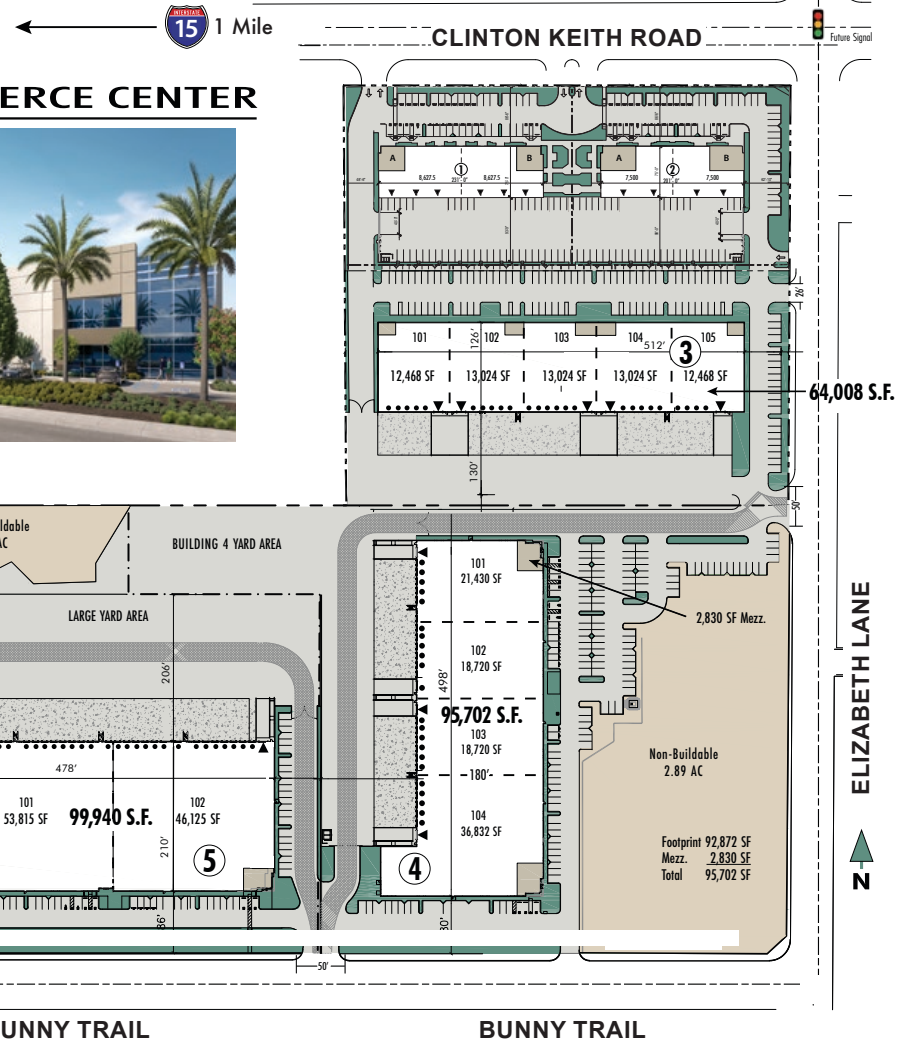 INTERSTATE
15
1 Mile
CLINTON KEITH ROAD
Future Signal
ERCE CENTER
A
1
B
8,627.5
231'-0"
8,627.5
A
2
B
7,500
7,500
26'
101
126'
102
103
104
512'
3
105
12,468 SF
13,024 SF
13,024 SF
13,024 SF
12,468 SF
64,008 S.F.
130'
50'
ldable
AC
BUILDING 4 YARD AREA
LARGE YARD AREA
206'
101
21,430 SF
2,830 SF Mezz.
102
18,720 SF
498'
95,702 S.F.
103
18,720 SF
180'
104
36,832 SF
4
Non-Buildable
2.89 AC
Footprint 92,872 SF
Mezz. 2,830 SF
Total 95,702 SF
ELIZABETH LANE
N
478'
101
53,815 SF
99,940 S.F.
102
46,125 SF
210'
5
50'
UNNY TRAIL
BUNNY TRAIL